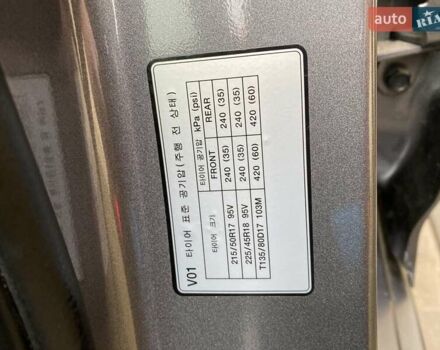 V01 타이어 표준 공기압(주행 전 상태)
타이어 크기 타이어 공기압 kPa (psi)
FRONT REAR
215/50R17 95V 240 (35) 240 (35)
225/45R18 95V 240 (35) 240 (35)
T135/80D17 103M 420 (60) 420 (60)
auto RIA